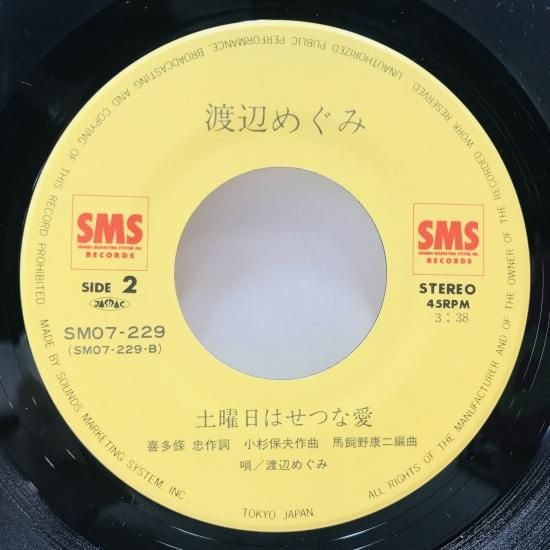 渡辺めぐみ
SMS
SOUNDS MARKETING SYSTEM, INC.
RECORDS
SMS
SOUNDS MARKETING SYSTEM, INC.
RECORDS
SIDE 2
JASRAC
STEREO
45RPM
3:38
SM07-229
(SM07-229-B)
土曜日はせつな愛
喜多條 忠作詞 小杉保夫作曲 馬飼野康二編曲
唄／渡辺めぐみ
MADE BY SOUNDS MARKETING SYSTEM, INC. TOKYO JAPAN. ALL RIGHTS OF THE MANUFACTURER AND OF THE OWNER OF THE RECORDED WORK RESERVED. UNAUTHORIZED PUBLIC PERFORMANCE, BROADCASTING AND COPYING OF THIS RECORD PROHIBITED.